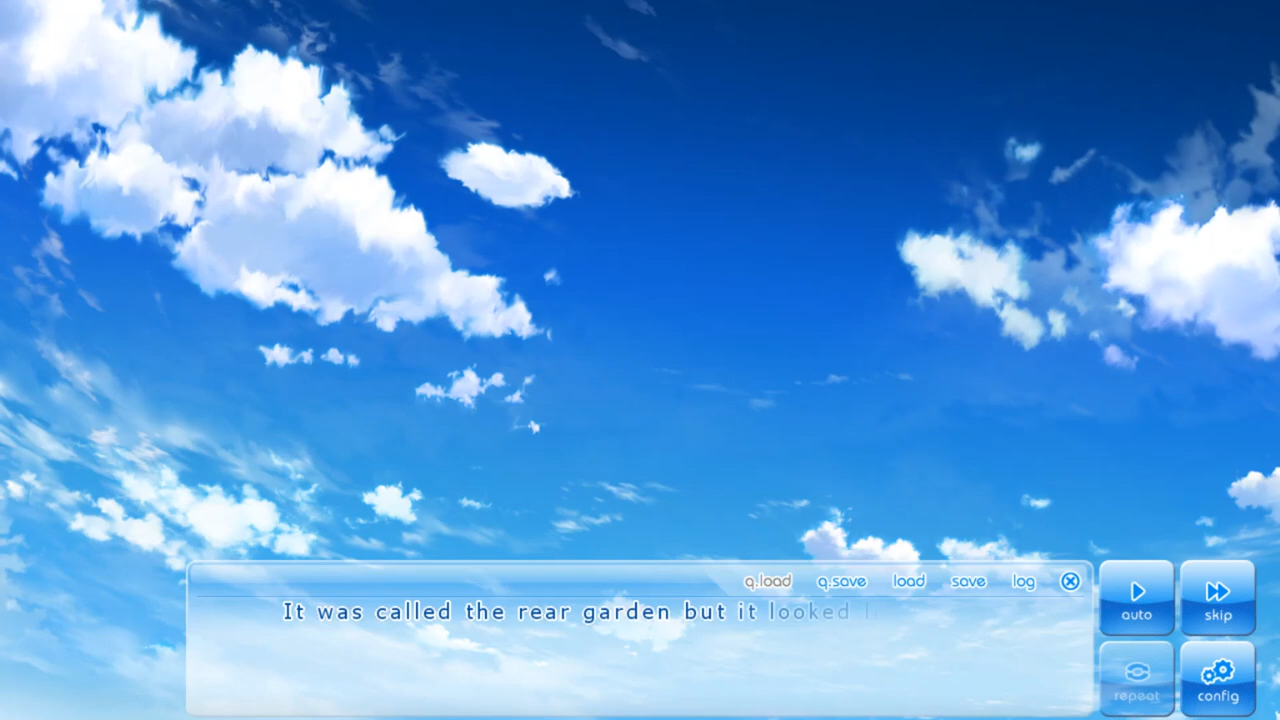 q.load q.save load save log
It was called the rear garden but it looked
auto skip
repeat config